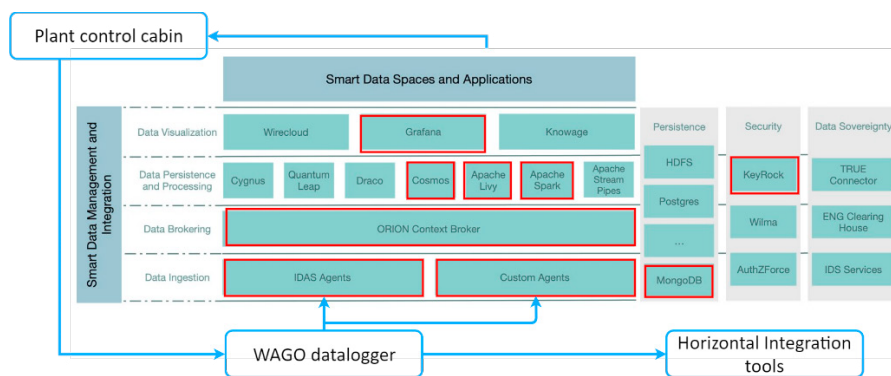 Plant control cabin
Smart Data Spaces and Applications
Smart Data Management and
Integration
Data Visualization
Wirecloud
Grafana
Knowage
Data Persistence
and Processing
Cygnus
Quantum
Leap
Draco
Cosmos
Apache
Livy
Apache
Spark
Apache
Stream
Pipes
Data Brokering
ORION Context Broker
Data Ingestion
IDAS Agents
Custom Agents
Persistence
HDFS
Postgres
...
MongoDB
Security
KeyRock
Wilma
AuthZForce
Data Sovereignty
TRUE
Connector
ENG Clearing
House
IDS Services
WAGO datalogger
Horizontal Integration
tools